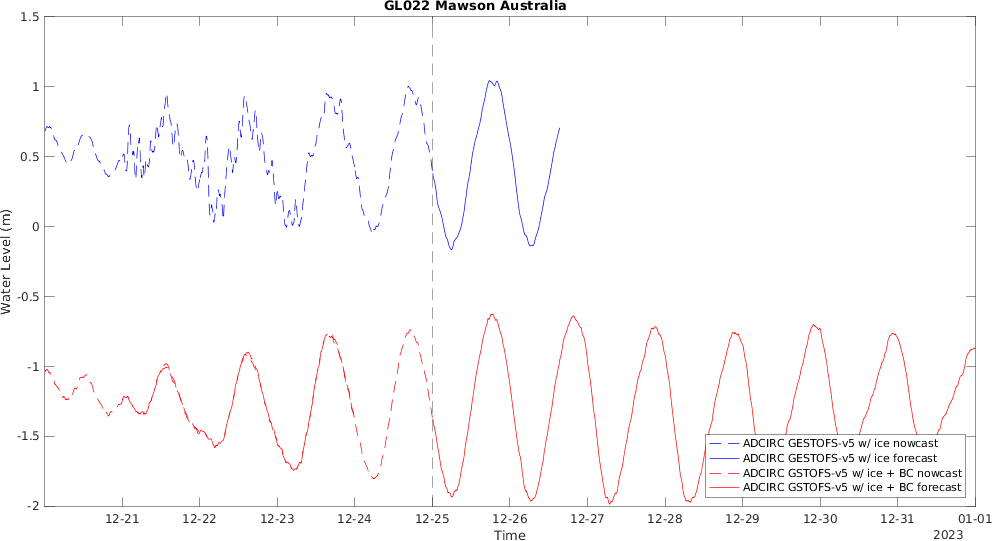 GL022 Mawson Australia
1.5
1
0.5
0
-0.5
-1
-1.5
-2
Water Level (m)
ADCIRC GESTOFS-v5 w/ ice nowcast
ADCIRC GESTOFS-v5 w/ ice forecast
ADCIRC GSTOFS-v5 w/ ice + BC nowcast
ADCIRC GSTOFS-v5 w/ ice + BC forecast
12-21 12-22 12-23 12-24 12-25 12-26 12-27 12-28 12-29 12-30 12-31 01-01
Time
2023